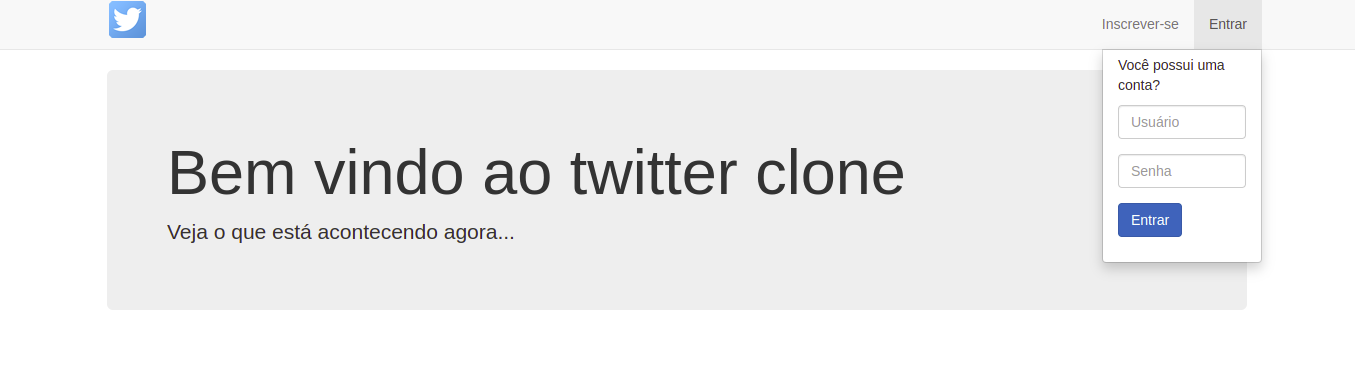 Inscrever-se
Entrar
Você possui uma
conta?
Usuário
Senha
Entrar
Bem vindo ao twitter clone
Veja o que está acontecendo agora...